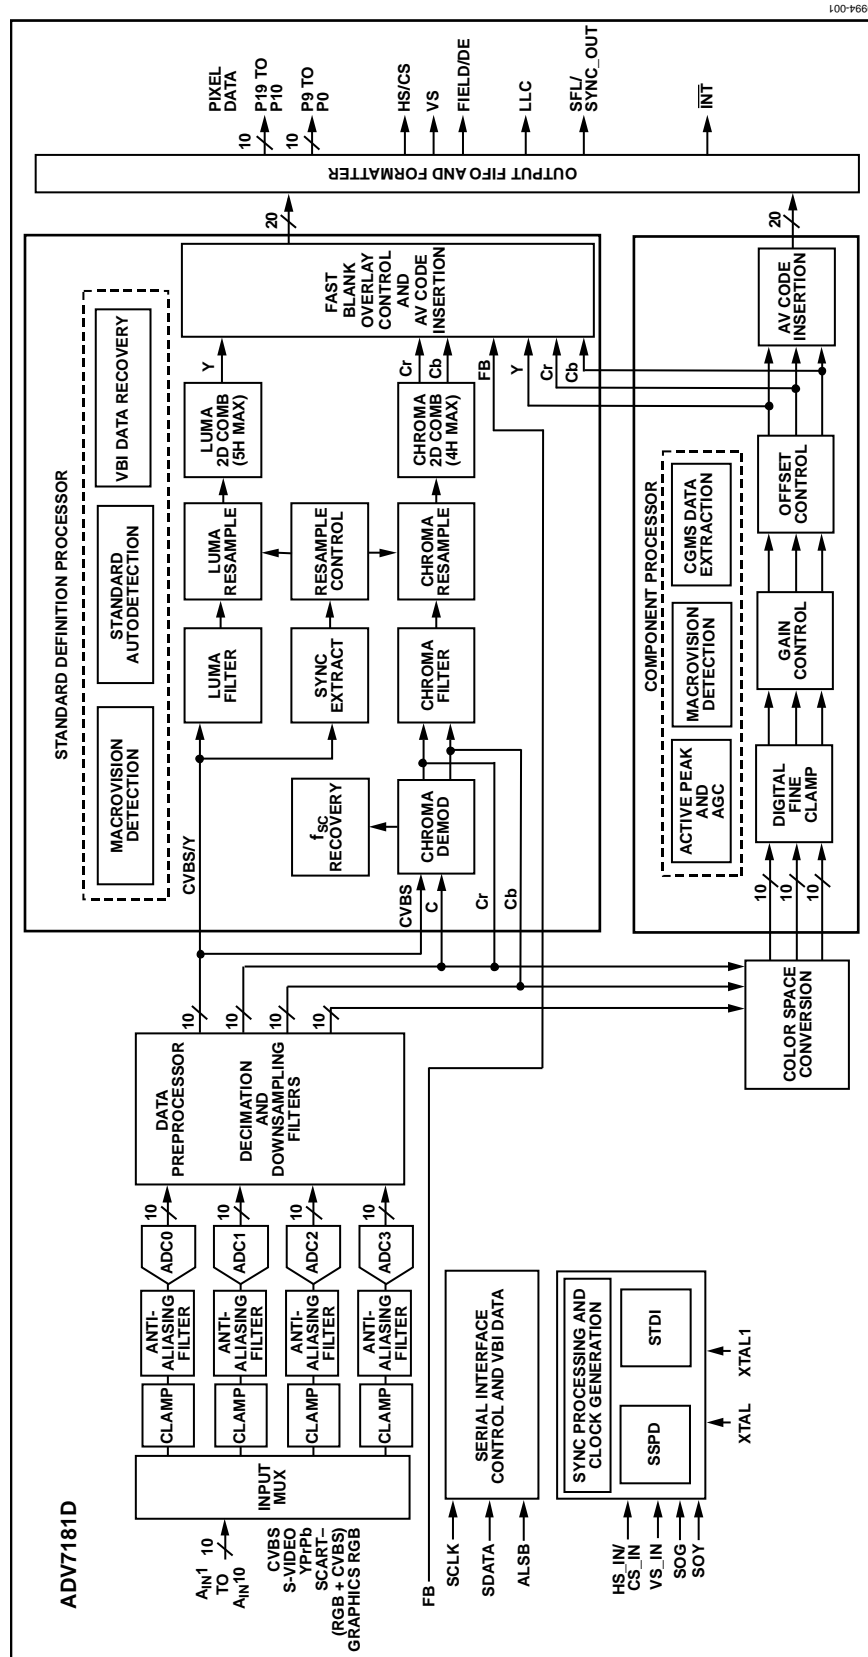 ADV7181D
A_IN1
TO
A_IN10
10
CVBS
S-VIDEO
YPrPb
SCART–
(RGB + CVBS)
GRAPHICS RGB
INPUT
MUX
CLAMP
ANTI-
ALIASING
FILTER
ADC0
10
CLAMP
ANTI-
ALIASING
FILTER
ADC1
10
CLAMP
ANTI-
ALIASING
FILTER
ADC2
10
CLAMP
ANTI-
ALIASING
FILTER
ADC3
10
DATA
PREPROCESSOR
DECIMATION
AND
DOWNSAMPLING
FILTERS
10
10
10
10
FB
SCLK
SDATA
ALSB
SERIAL INTERFACE
CONTROL AND VBI DATA
HS_IN/
CS_IN
VS_IN
SOG
SOY
SYNC PROCESSING AND
CLOCK GENERATION
SSPD
STDI
XTAL
XTAL1
COLOR SPACE
CONVERSION
STANDARD DEFINITION PROCESSOR
MACROVISION
DETECTION
STANDARD
AUTODETECTION
VBI DATA RECOVERY
CVBS/Y
CVBS
C
Cr
Cb
f_SC
RECOVERY
CHROMA
DEMOD
LUMA
FILTER
SYNC
EXTRACT
CHROMA
FILTER
LUMA
RESAMPLE
RESAMPLE
CONTROL
CHROMA
RESAMPLE
LUMA
2D COMB
(5H MAX)
CHROMA
2D COMB
(4H MAX)
Y
Cr
Cb
FB
Y
Cr
Cb
FAST
BLANK
OVERLAY
CONTROL
AND
AV CODE
INSERTION
20
COMPONENT PROCESSOR
ACTIVE PEAK
AND
AGC
MACROVISION
DETECTION
CGMS DATA
EXTRACTION
10
10
10
DIGITAL
FINE
CLAMP
GAIN
CONTROL
OFFSET
CONTROL
AV CODE
INSERTION
20
OUTPUT FIFO AND FORMATTER
PIXEL
DATA
10
P19 TO
P10
10
P9 TO
P0
HS/CS
VS
FIELD/DE
LLC
SFL/
SYNC_OUT
INT
994-001